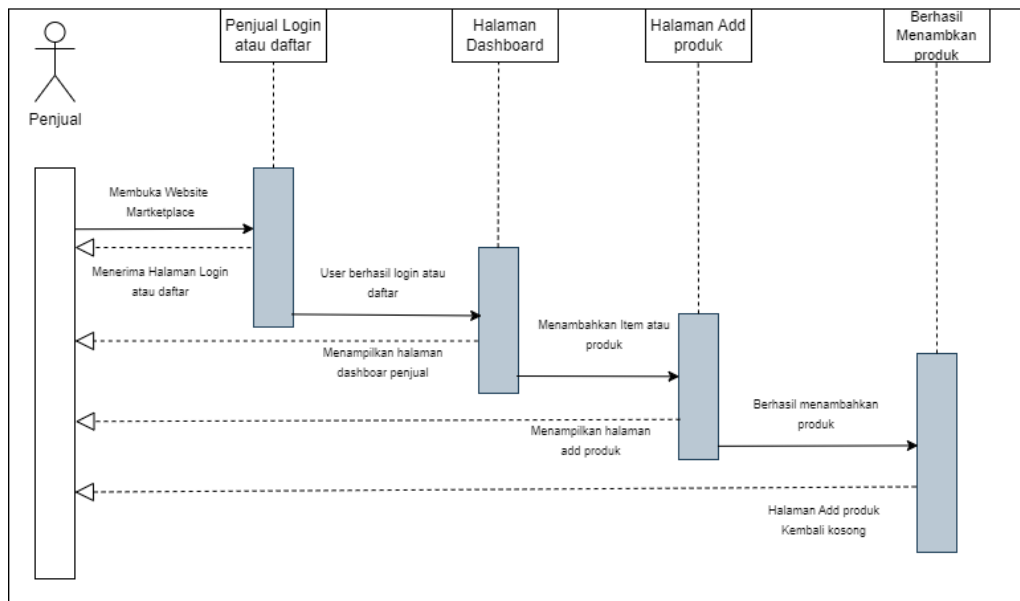 Penjual Login
atau daftar
Halaman
Dashboard
Halaman Add
produk
Berhasil
Menambkan
produk
Penjual
Membuka Website
Martketplace
Menerima Halaman Login
atau daftar
User berhasil login atau
daftar
Menampilkan halaman
dashboar penjual
Menambahkan Item atau
produk
Menampilkan halaman
add produk
Berhasil menambahkan
produk
Halaman Add produk
Kembali kosong